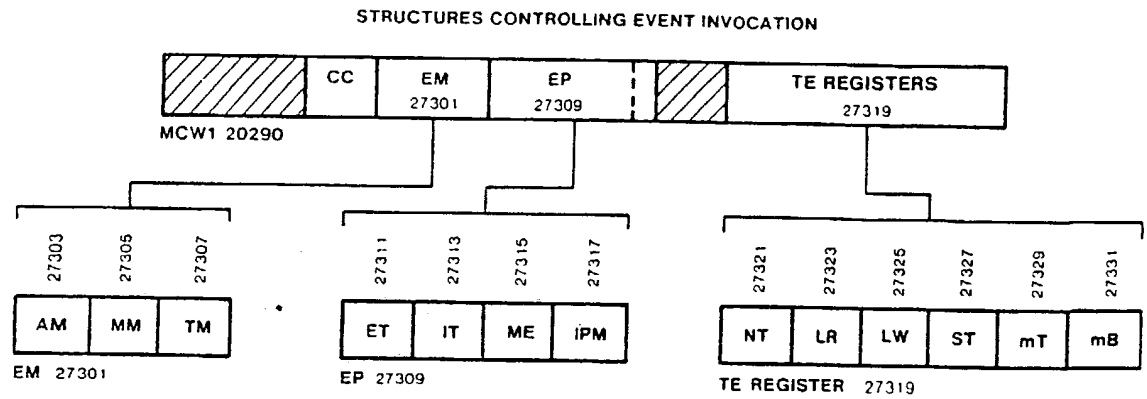 STRUCTURES CONTROLLING EVENT INVOCATION
CC EM EP TE REGISTERS
27301 27309 27319
MCW1 20290
27303 27305 27307 27311 27313 27315 27317 27321 27323 27325 27327 27329 27331
AM MM TM ET IT ME IPM NT LR LW ST mT mB
EM 27301 EP 27309 TE REGISTER 27319